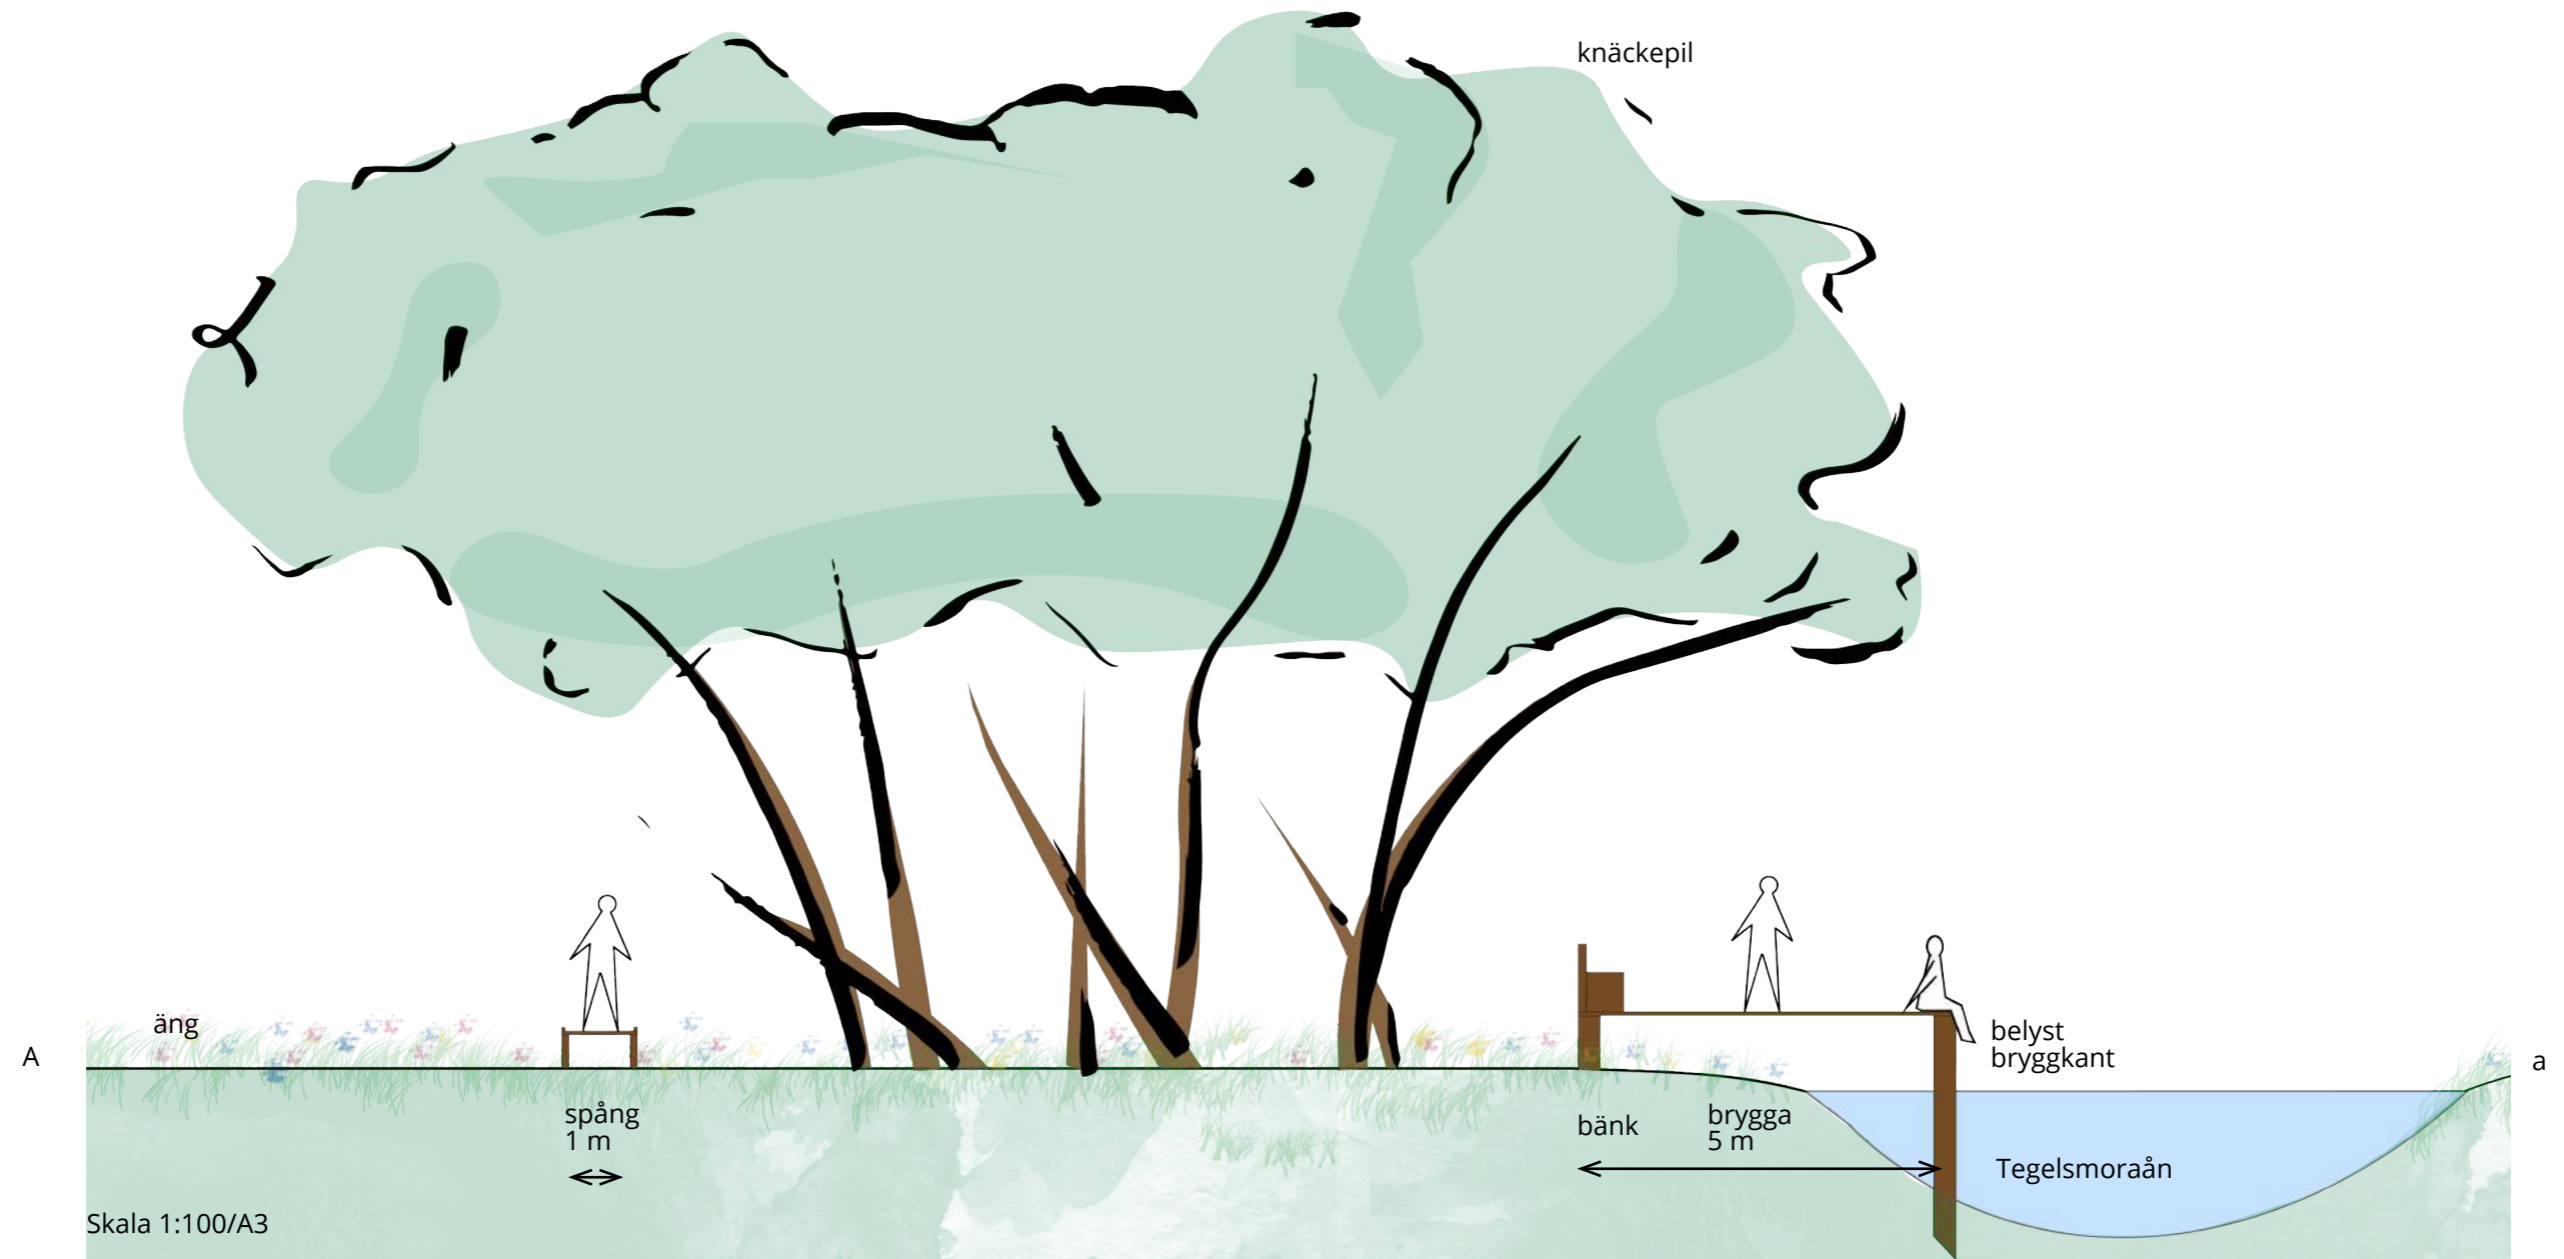 knäckepil
äng
A
belyst
bryggkant
a
spång
1 m
bänk
brygga
5 m
Tegelsmoraån
Skala 1:100/A3